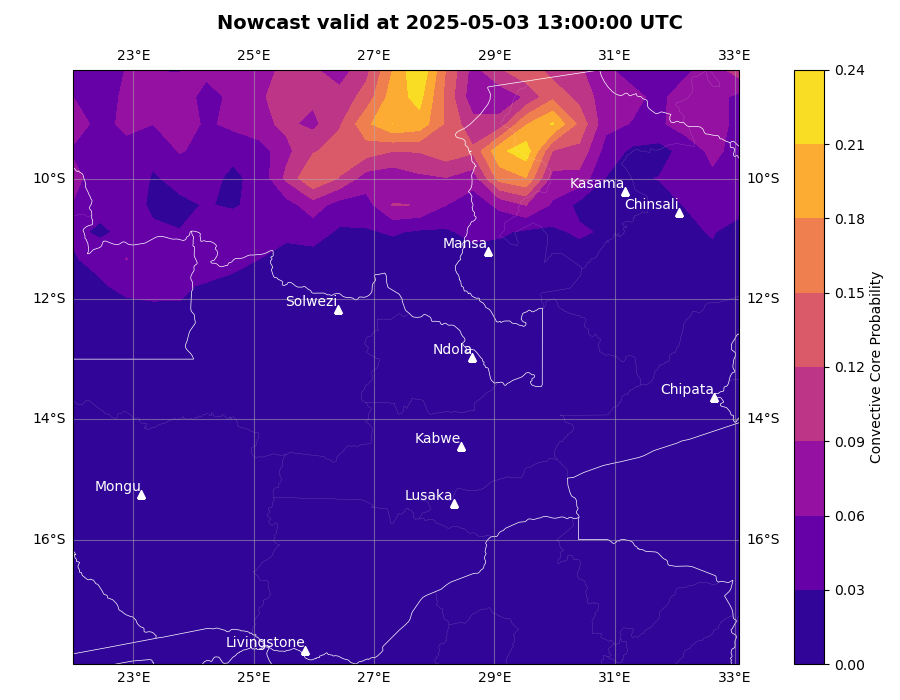 Nowcast valid at 2025-05-03 13:00:00 UTC
23°E 25°E 27°E 29°E 31°E 33°E
0.24
0.21
0.18
0.15
0.12
0.09
0.06
0.03
0.00
Convective Core Probability
10°S 10°S
12°S 12°S
14°S 14°S
16°S 16°S
Kasama
Chinsali
Mansa
Solwezi
Ndola
Chipata
Kabwe
Mongu
Lusaka
Livingstone
23°E 25°E 27°E 29°E 31°E 33°E